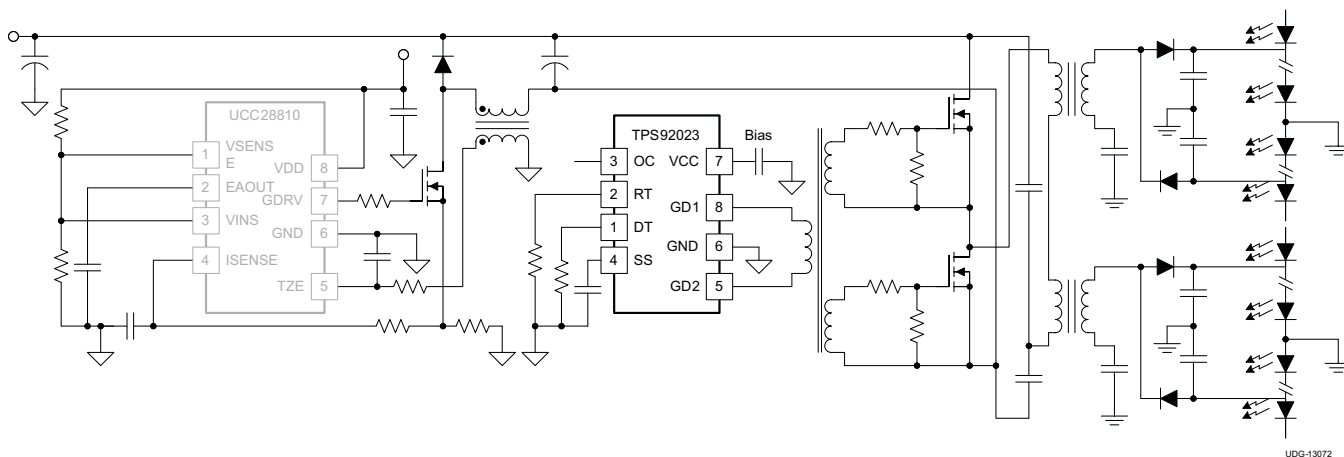 UCC28810
1 VSENS
E
2 EAOUT
3 VINS
4 ISENSE
VDD 8
GDRV 7
GND 6
TZE 5
TPS92023
3 OC
2 RT
1 DT
4 SS
VCC 7
GD1 8
GND 6
GD2 5
Bias
UDG-13072